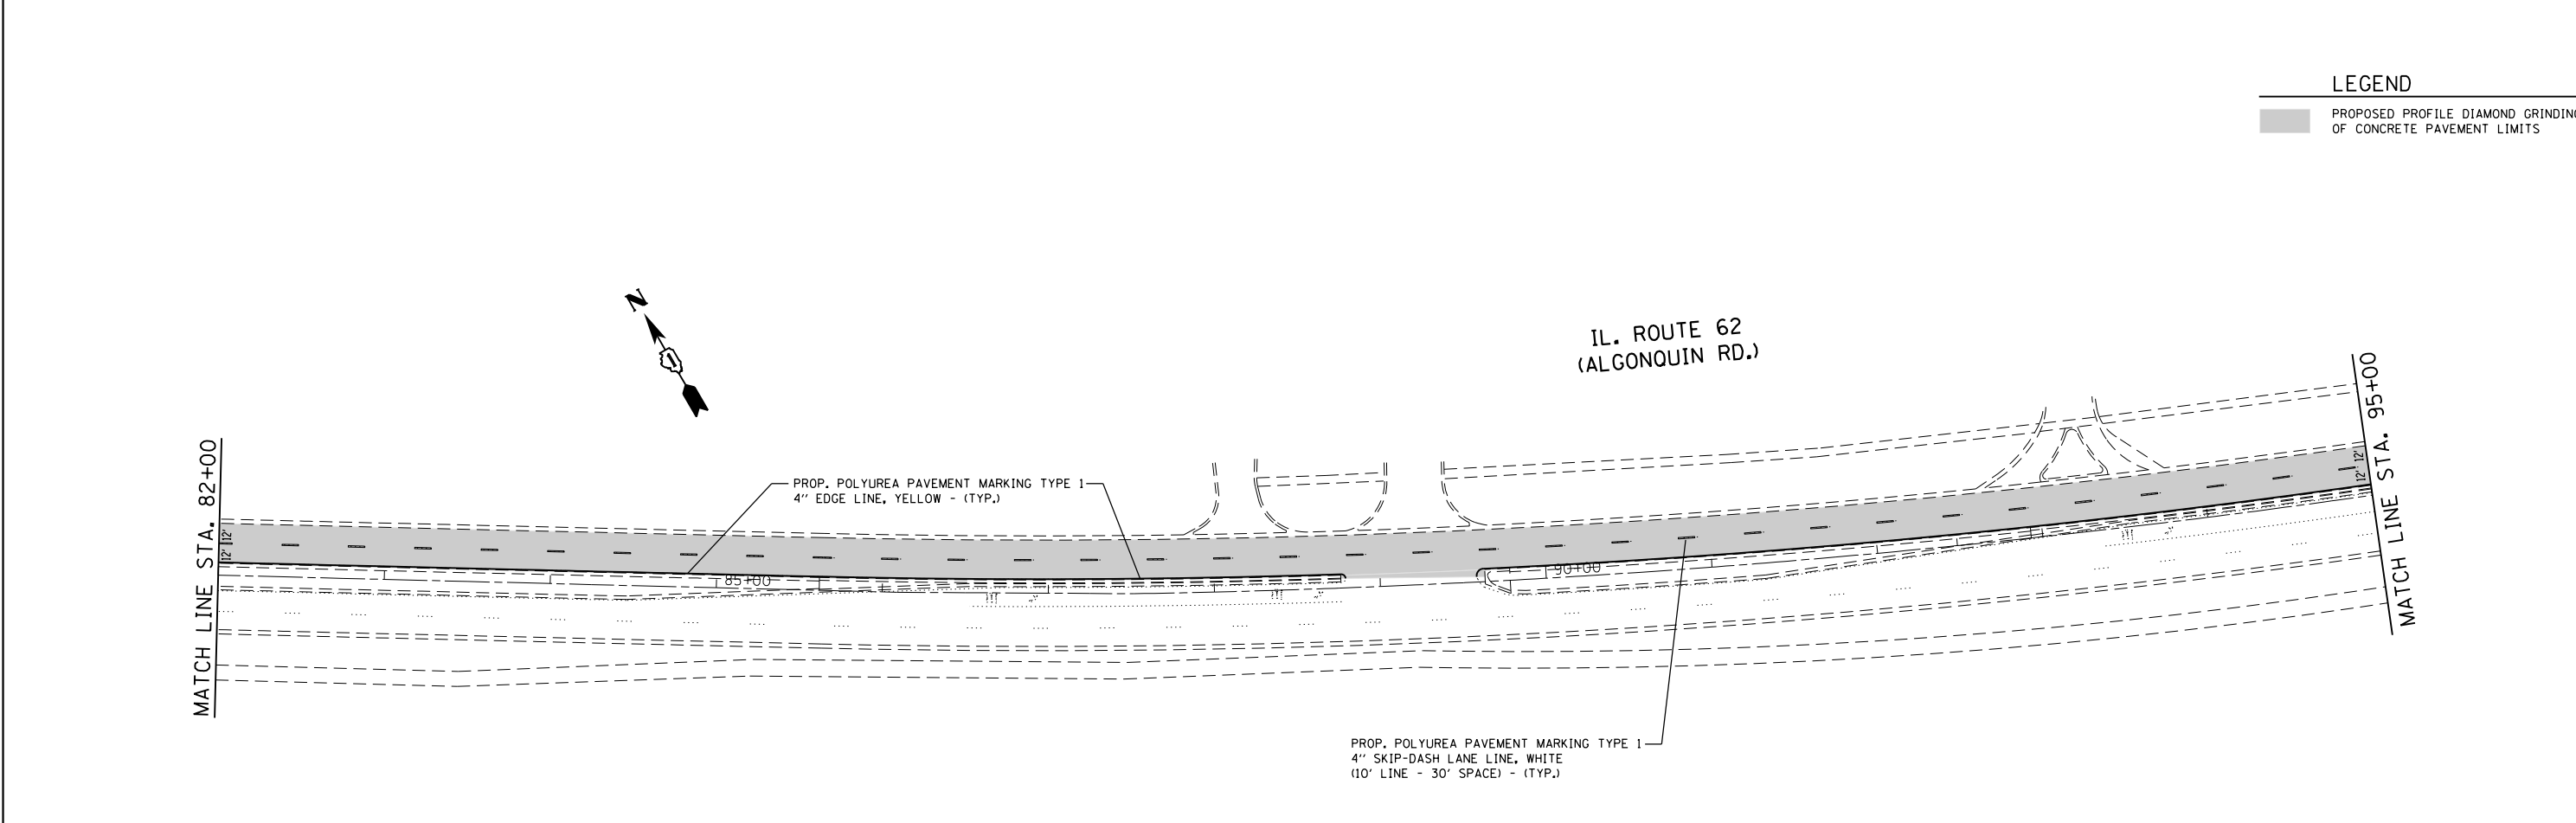 LEGEND
PROPOSED PROFILE DIAMOND GRINDING
OF CONCRETE PAVEMENT LIMITS
N
IL. ROUTE 62
(ALGONQUIN RD.)
MATCH LINE STA. 82+00
MATCH LINE STA. 95+00
PROP. POLYUREA PAVEMENT MARKING TYPE 1
4" EDGE LINE, YELLOW - (TYP.)
12'
12'
12'
12'
85+00
90+00
PROP. POLYUREA PAVEMENT MARKING TYPE 1
4" SKIP-DASH LANE LINE, WHITE
(10' LINE - 30' SPACE) - (TYP.)